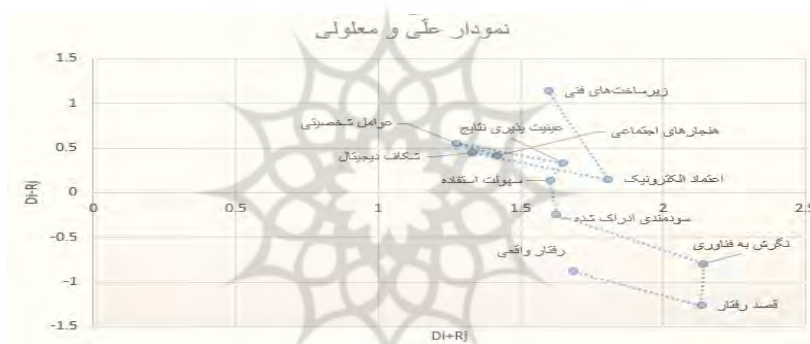 نمودار علّی و معلولی
1.5
زیرساخت‌های فنی
1
عوامل شخصیتی
عینیت پذیری نتایج
هنجارهای اجتماعی
0.5
شکاف دیجیتال
سهولت استفاده
اعتماد الکترونیک
0
0
0.5
1
1.5
2
2.5
Di-Rj
سودمندی ادراک شده
-0.5
رفتار واقعی
نگرش به فناوری
-1
قصد رفتار
-1.5
Di+Rj